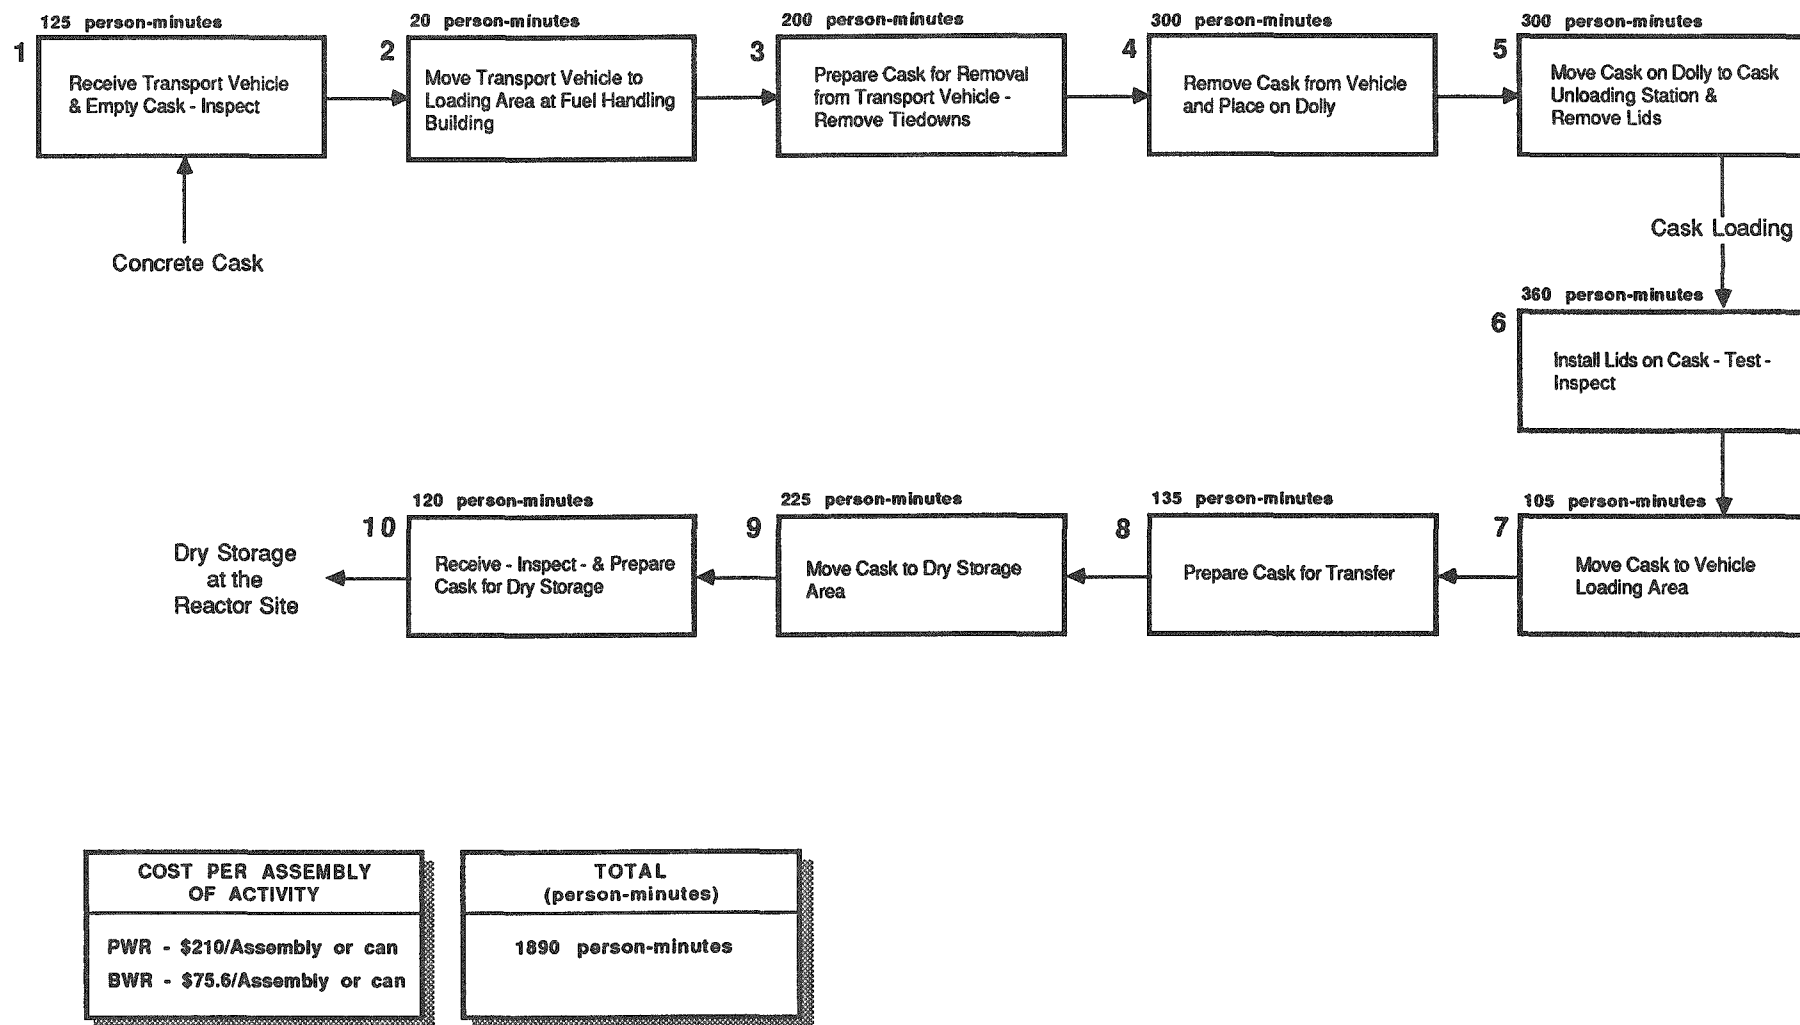 125 person-minutes
1
Receive Transport Vehicle
& Empty Cask - Inspect
20 person-minutes
2
Move Transport Vehicle to
Loading Area at Fuel Handling
Building
200 person-minutes
3
Prepare Cask for Removal
from Transport Vehicle -
Remove Tiedowns
300 person-minutes
4
Remove Cask from Vehicle
and Place on Dolly
300 person-minutes
5
Move Cask on Dolly to Cask
Unloading Station &
Remove Lids
Concrete Cask
Cask Loading
360 person-minutes
6
Install Lids on Cask - Test -
Inspect
105 person-minutes
7
Move Cask to Vehicle
Loading Area
135 person-minutes
8
Prepare Cask for Transfer
225 person-minutes
9
Move Cask to Dry Storage
Area
120 person-minutes
10
Receive - Inspect - & Prepare
Cask for Dry Storage
Dry Storage
at the
Reactor Site
COST PER ASSEMBLY
OF ACTIVITY
PWR - $210/Assembly or can
BWR - $75.6/Assembly or can
TOTAL
(person-minutes)
1890 person-minutes